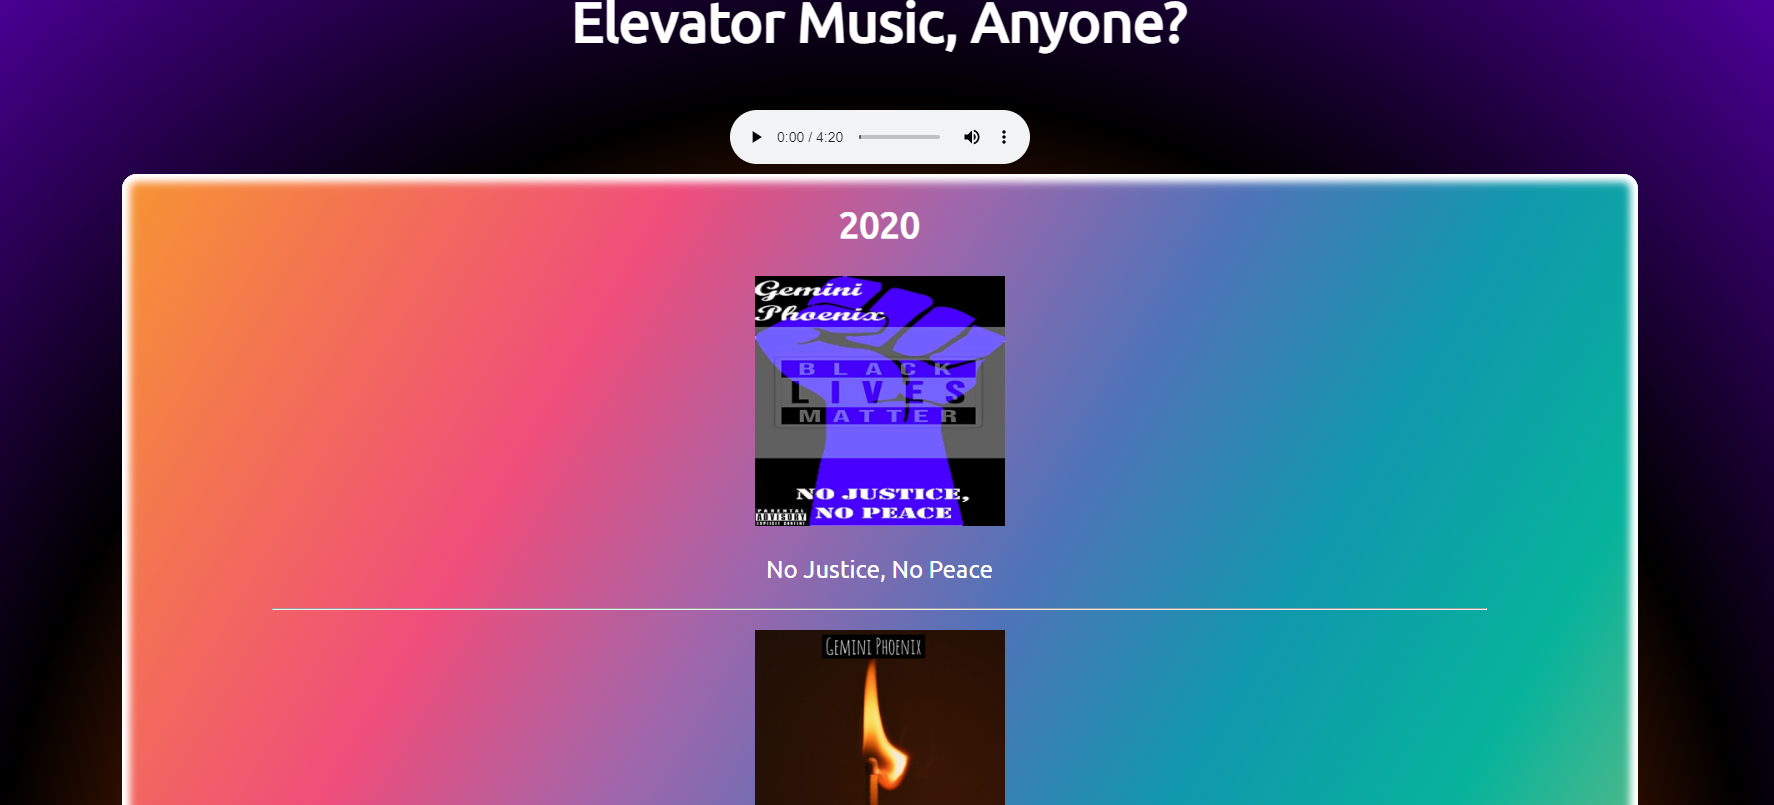 Elevator Music, Anyone?
0:00 / 4:20
2020
Gemini
Phoenix
BLACK
LIVES
MATTER
NO JUSTICE,
NO PEACE
PARENTAL
ADVISORY
EXPLICIT CONTENT
No Justice, No Peace
GEMINI PHOENIX